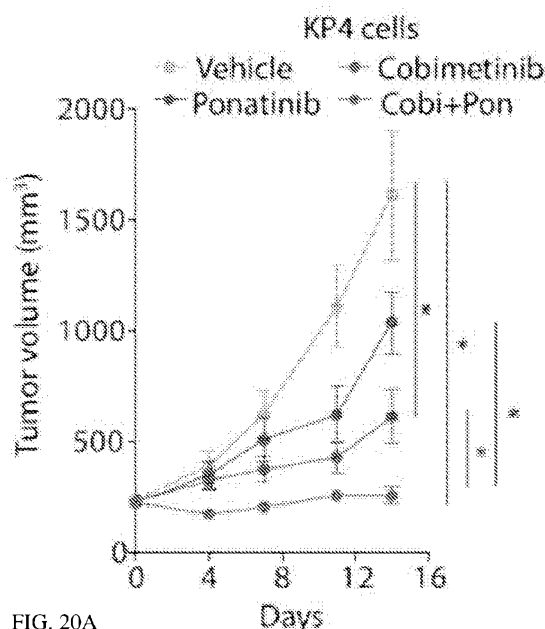 KP4 cells
Vehicle Cobimetinib
Ponatinib Cobi+Pon
2000
1500
1000
500
0
Tumor volume (mm³)
*
*
*
*
0 4 8 12 16
Days
FIG. 20A